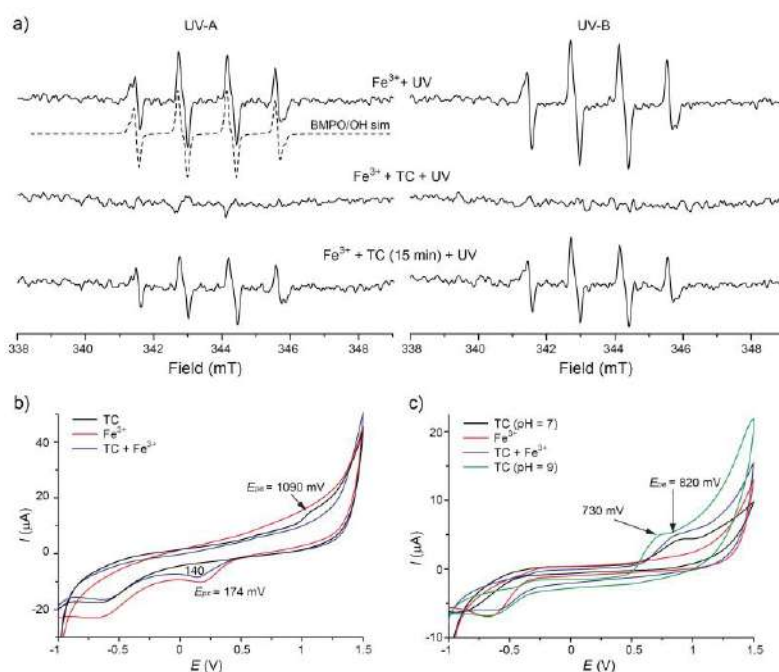 a)
UV-A
UV-B
Fe³⁺+ UV
BMPO/OH sim
Fe³⁺ + TC + UV
Fe³⁺ + TC (15 min) + UV
338 340 342 344 346 348
338 340 342 344 346 348
Field (mT)
Field (mT)
b)
TC
Fe³⁺
TC + Fe³⁺
Epa = 1090 mV
140
Epc = 174 mV
40
20
0
-20
I (µA)
-1 -0.5 0 0.5 1 1.5
E (V)
c)
TC (pH = 7)
Fe³⁺
TC + Fe³⁺
TC (pH = 9)
Epa = 820 mV
730 mV
20
10
0
-10
I (µA)
-1 -0.5 0 0.5 1 1.5
E (V)